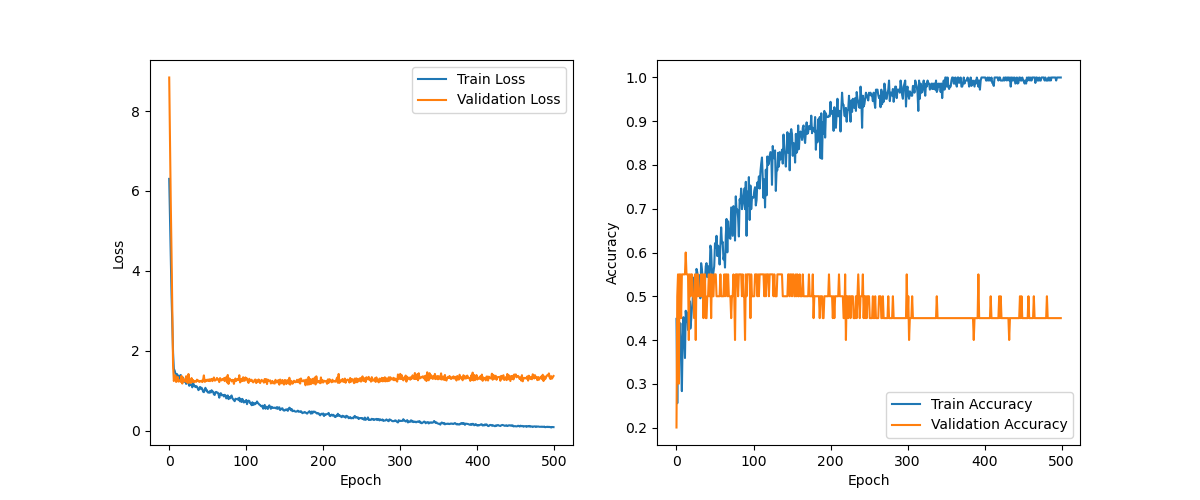 Train Loss
Validation Loss
8
6
4
2
0
Loss
0 100 200 300 400 500
Epoch
1.0
0.9
0.8
0.7
0.6
0.5
0.4
0.3
0.2
Accuracy
Train Accuracy
Validation Accuracy
0 100 200 300 400 500
Epoch